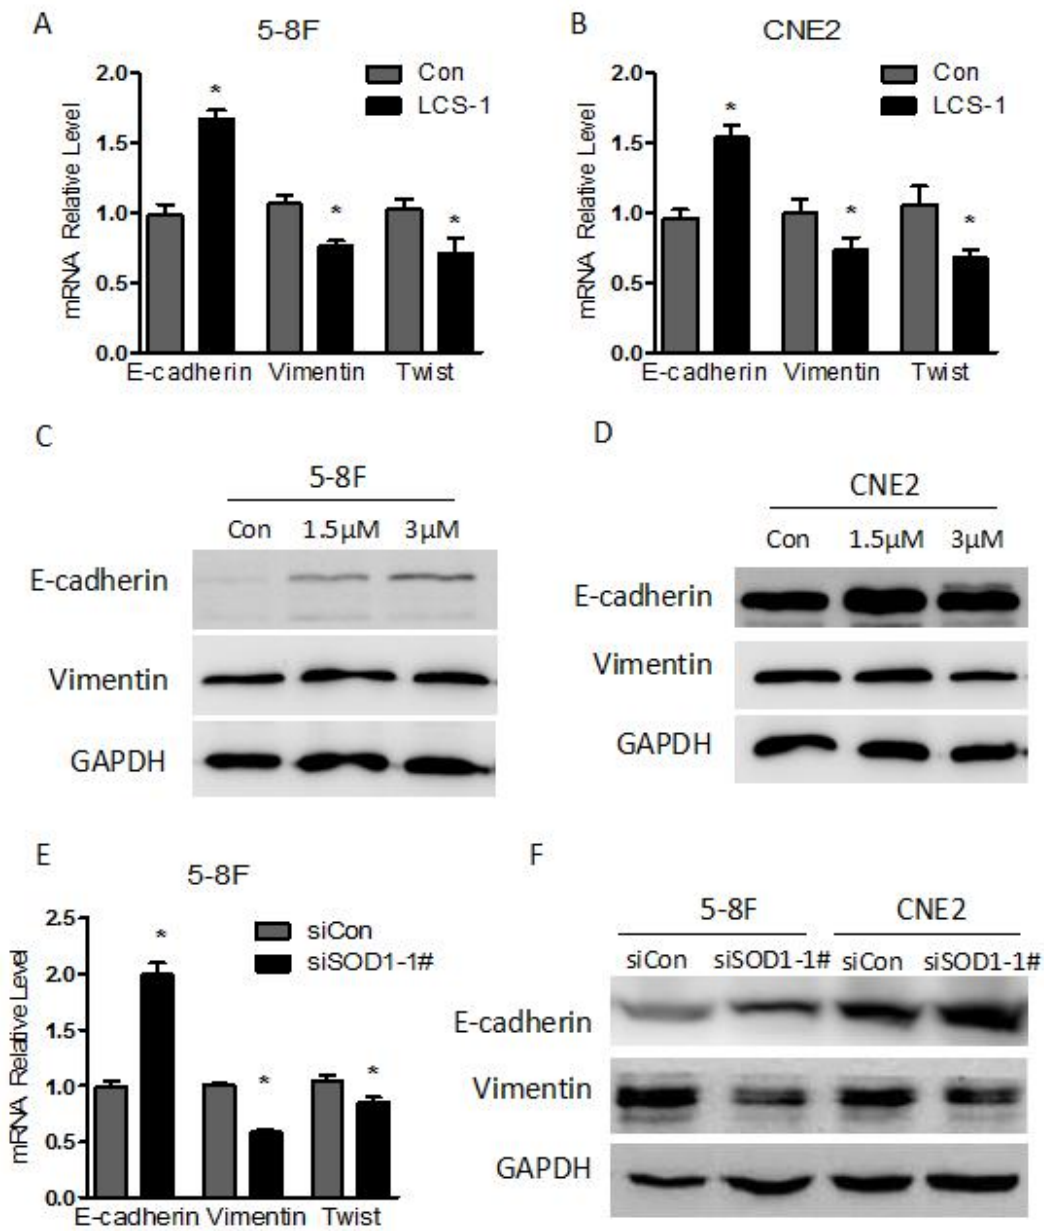 A
5-8F
Con
LCS-1
mRNA Relative Level
2.0
1.5
1.0
0.5
0.0
*
*
*
E-cadherin Vimentin Twist
B
CNE2
Con
LCS-1
mRNA Relative Level
2.0
1.5
1.0
0.5
0.0
*
*
*
E-cadherin Vimentin Twist
C
5-8F
Con 1.5μM 3μM
E-cadherin
Vimentin
GAPDH
D
CNE2
Con 1.5μM 3μM
E-cadherin
Vimentin
GAPDH
E
5-8F
siCon
siSOD1-1#
mRNA Relative Level
2.5
2.0
1.5
1.0
0.5
0.0
*
*
*
E-cadherin Vimentin Twist
F
5-8F CNE2
siCon siSOD1-1# siCon siSOD1-1#
E-cadherin
Vimentin
GAPDH